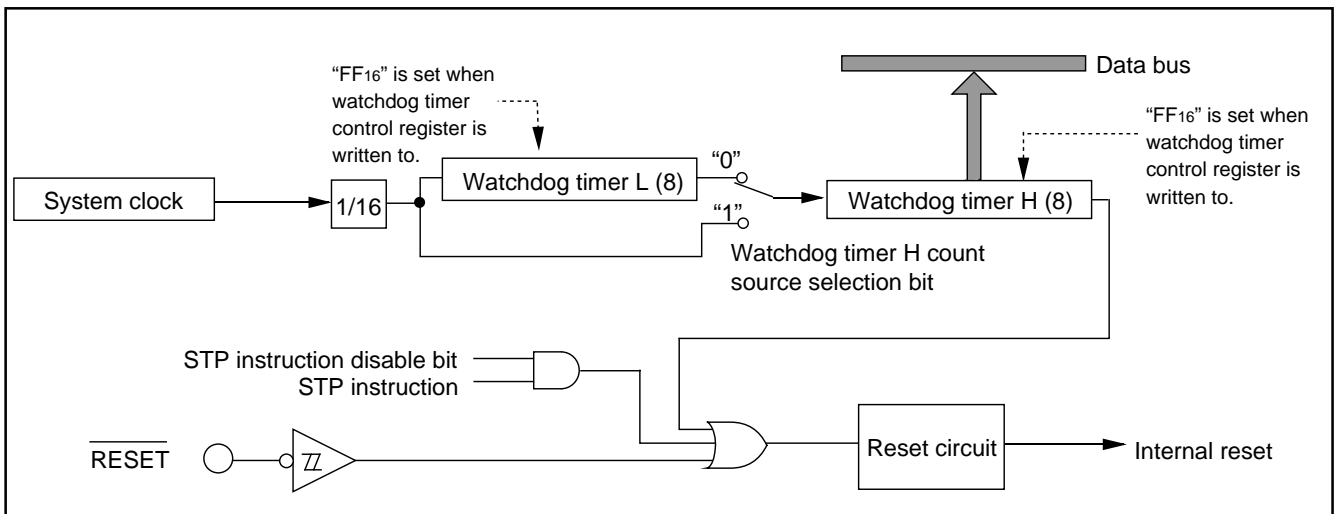 “FF16” is set when
watchdog timer
control register is
written to.
Data bus
“FF16” is set when
watchdog timer
control register is
written to.
System clock
1/16
Watchdog timer L (8)
“0”
“1”
Watchdog timer H (8)
Watchdog timer H count
source selection bit
STP instruction disable bit
STP instruction
RESET
Reset circuit
Internal reset